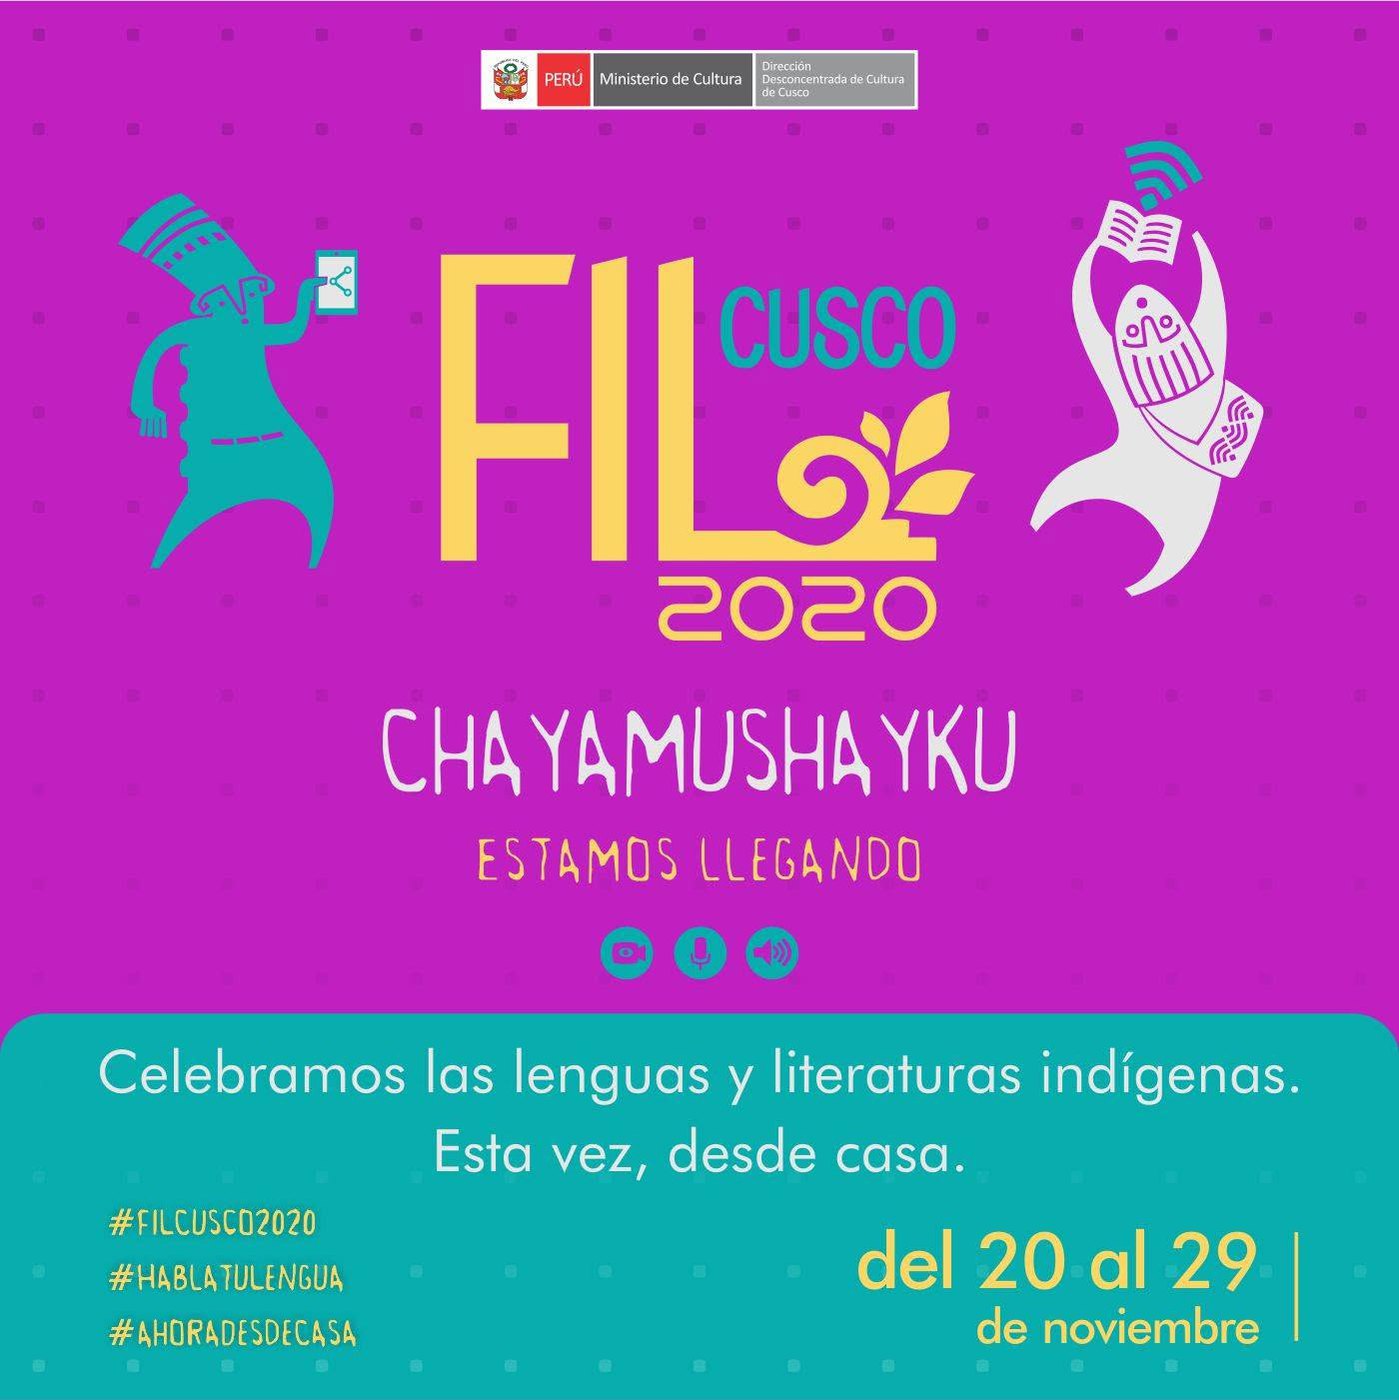 PERÚ
Ministerio de Cultura
Dirección
Desconcentrada de Cultura
de Cusco
FIL CUSCO
2020
CHAYAMUSHAYKU
ESTAMOS LLEGANDO
Celebramos las lenguas y literaturas indígenas.
Esta vez, desde casa.
#FILCUSCO2020
#HABLATULENGUA
#AHORADESDECASA
del 20 al 29
de noviembre